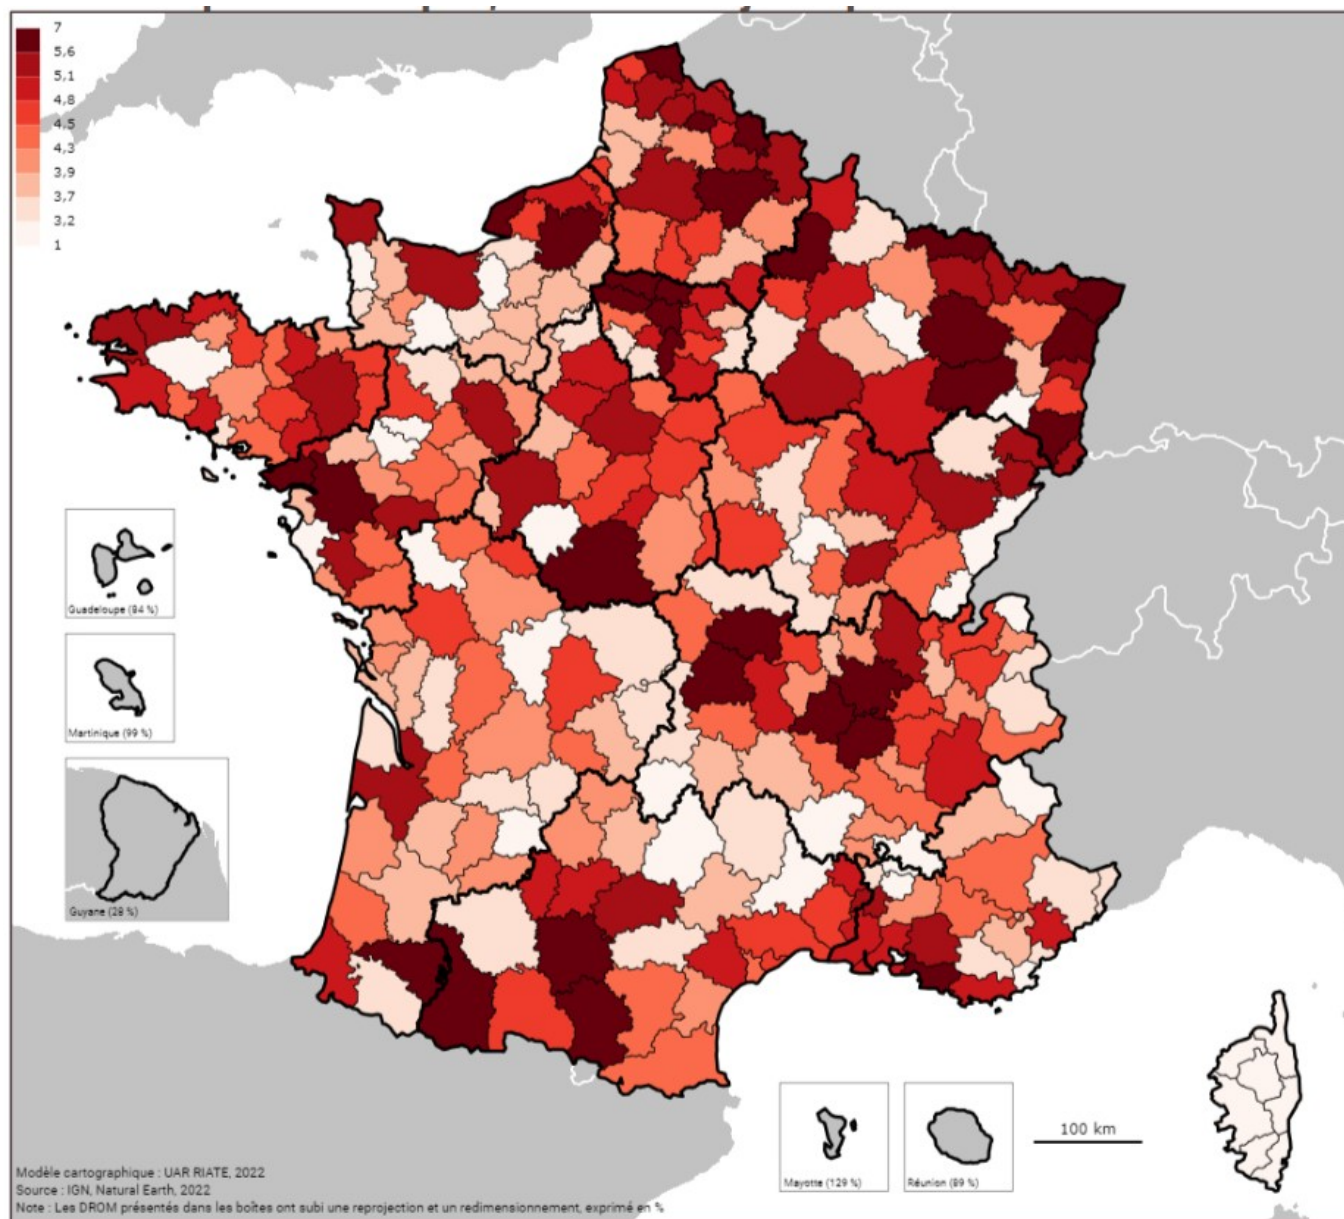 7
5,6
5,1
4,8
4,5
4,3
3,9
3,7
3,2
1
Guadeloupe (84 %)
Martinique (99 %)
Guyane (28 %)
Mayotte (129 %)
Réunion (89 %)
100 km
Modèle cartographique : UAR RIATE, 2022
Source : IGN, Natural Earth, 2022
Note : Les DROM présentés dans les boîtes ont subi une reprojection et un redimensionnement, exprimé en %